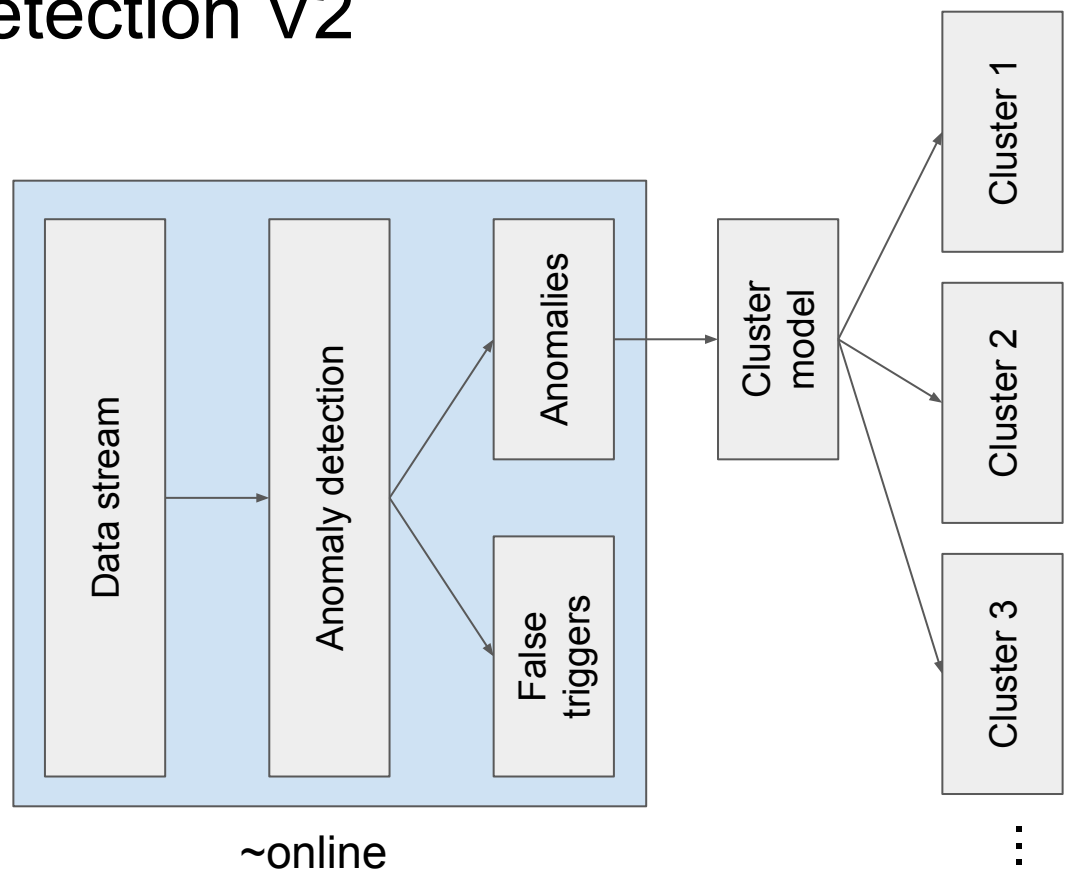 etection V2
Data stream
Anomaly detection
Anomalies
False
triggers
Cluster
model
Cluster 1
Cluster 2
Cluster 3
...
~online